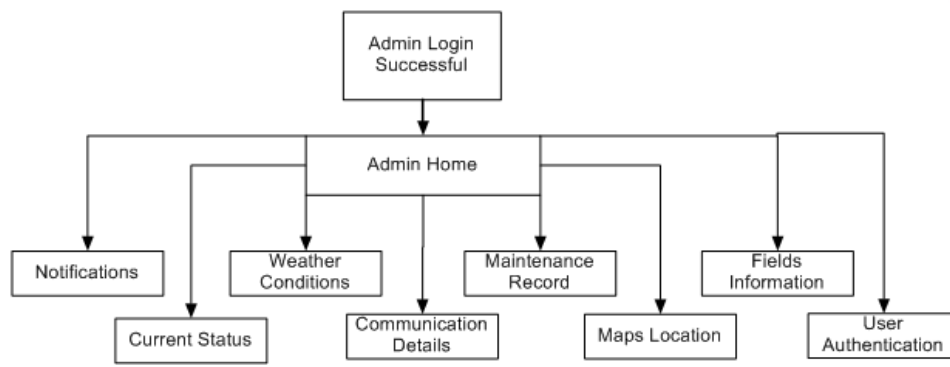 Admin Login
Successful
Admin Home
Notifications
Weather
Conditions
Maintenance
Record
Fields
Information
Current Status
Communication
Details
Maps Location
User
Authentication